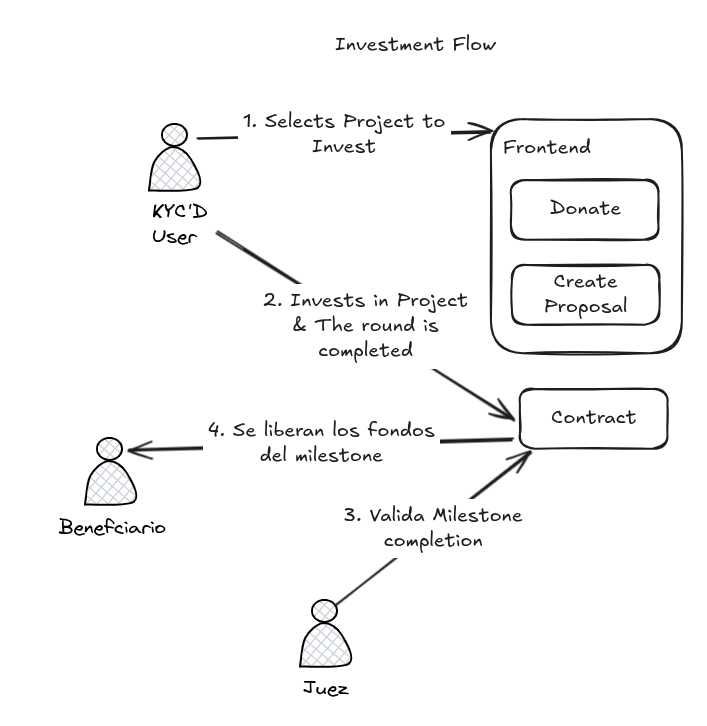 Investment Flow
1. Selects Project to
Invest
Frontend
Donate
KYC'D
User
Create
Proposal
2. Invests in Project
& The round is
completed
Contract
4. Se liberan los fondos
del milestone
Benefciario
3. Valida Milestone
completion
Juez